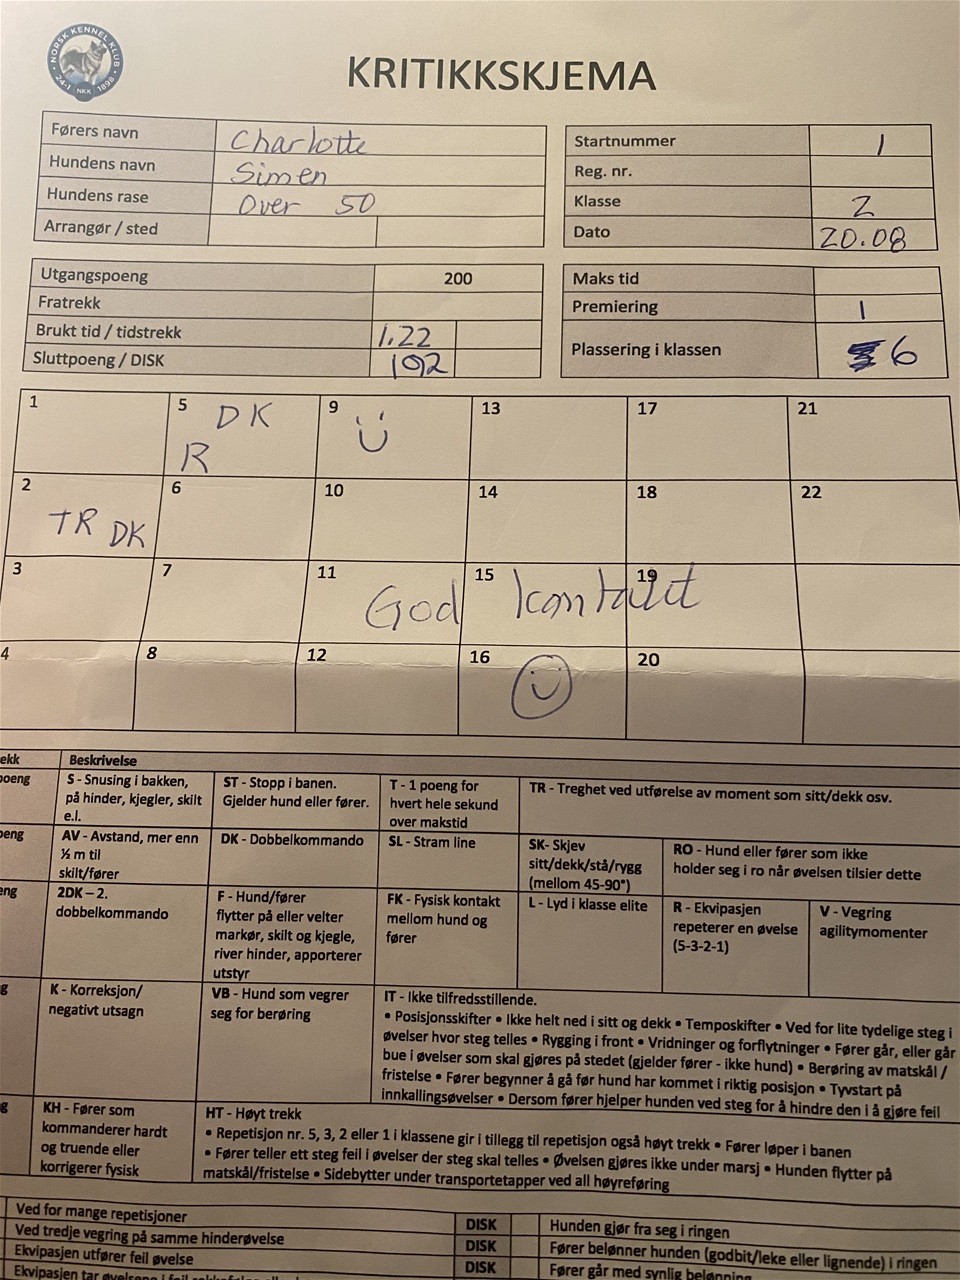 NORSK KENNEL KLUB
24-1 NKK 1898
KRITIKKSKJEMA
Førers navn Charlotte
Hundens navn Simen
Hundens rase Over 50
Arrangør / sted
Startnummer 1
Reg. nr.
Klasse 2
Dato 20.08
Utgangspoeng 200
Fratrekk
Brukt tid / tidstrekk 1.22
Sluttpoeng / DISK 192
Maks tid
Premiering 1
Plassering i klassen 6
1 5 DK 9 13 17 21
R
2 6 10 14 18 22
TR DK
3 7 11 15 19
God kontakt
4 8 12 16 20
ekk Beskrivelse
poeng S - Snusing i bakken,
på hinder, kjegler, skilt
e.l.
ST - Stopp i banen.
Gjelder hund eller fører.
T - 1 poeng for
hvert hele sekund
over makstid
TR - Treghet ved utførelse av moment som sitt/dekk osv.
oeng AV - Avstand, mer enn
½ m til
skilt/fører
DK - Dobbelkommando
SL - Stram line
SK- Skjev
sitt/dekk/stå/rygg
(mellom 45-90°)
RO - Hund eller fører som ikke
holder seg i ro når øvelsen tilsier dette
eng 2DK – 2.
dobbelkommando
F - Hund/fører
flytter på eller velter
markør, skilt og kjegle,
river hinder, apporterer
utstyr
FK - Fysisk kontakt
mellom hund og
fører
L - Lyd i klasse elite
R - Ekvipasjen
repeterer en øvelse
(5-3-2-1)
V - Vegring
agilitymomenter
g K - Korreksjon/
negativt utsagn
VB - Hund som vegrer
seg for berøring
IT - Ikke tilfredsstillende.
• Posisjonsskifter • Ikke helt ned i sitt og dekk • Temposkifter • Ved for lite tydelige steg i
øvelser hvor steg telles • Rygging i front • Vridninger og forflytninger • Fører går, eller går
bue i øvelser som skal gjøres på stedet (gjelder fører - ikke hund) • Berøring av matskål /
fristelse • Fører begynner å gå før hund har kommet i riktig posisjon • Tyvstart på
innkallingsøvelser • Dersom fører hjelper hunden ved steg for å hindre den i å gjøre feil
g KH - Fører som
kommanderer hardt
og truende eller
korrigerer fysisk
HT - Høyt trekk
• Repetisjon nr. 5, 3, 2 eller 1 i klassene gir i tillegg til repetisjon også høyt trekk • Fører løper i banen
• Fører teller ett steg feil i øvelser der steg skal telles • Øvelsen gjøres ikke under marsj • Hunden flytter på
matskål/fristelse • Sidebytter under transportetapper ved all høyreføring
Ved for mange repetisjoner DISK Hunden gjør fra seg i ringen
Ved tredje vegring på samme hinderøvelse DISK Fører belønner hunden (godbit/leke eller lignende) i ringen
Ekvipasjen utfører feil øvelse DISK Fører går med synlig belønning
Ekvipasjen tar øvelsene i feil